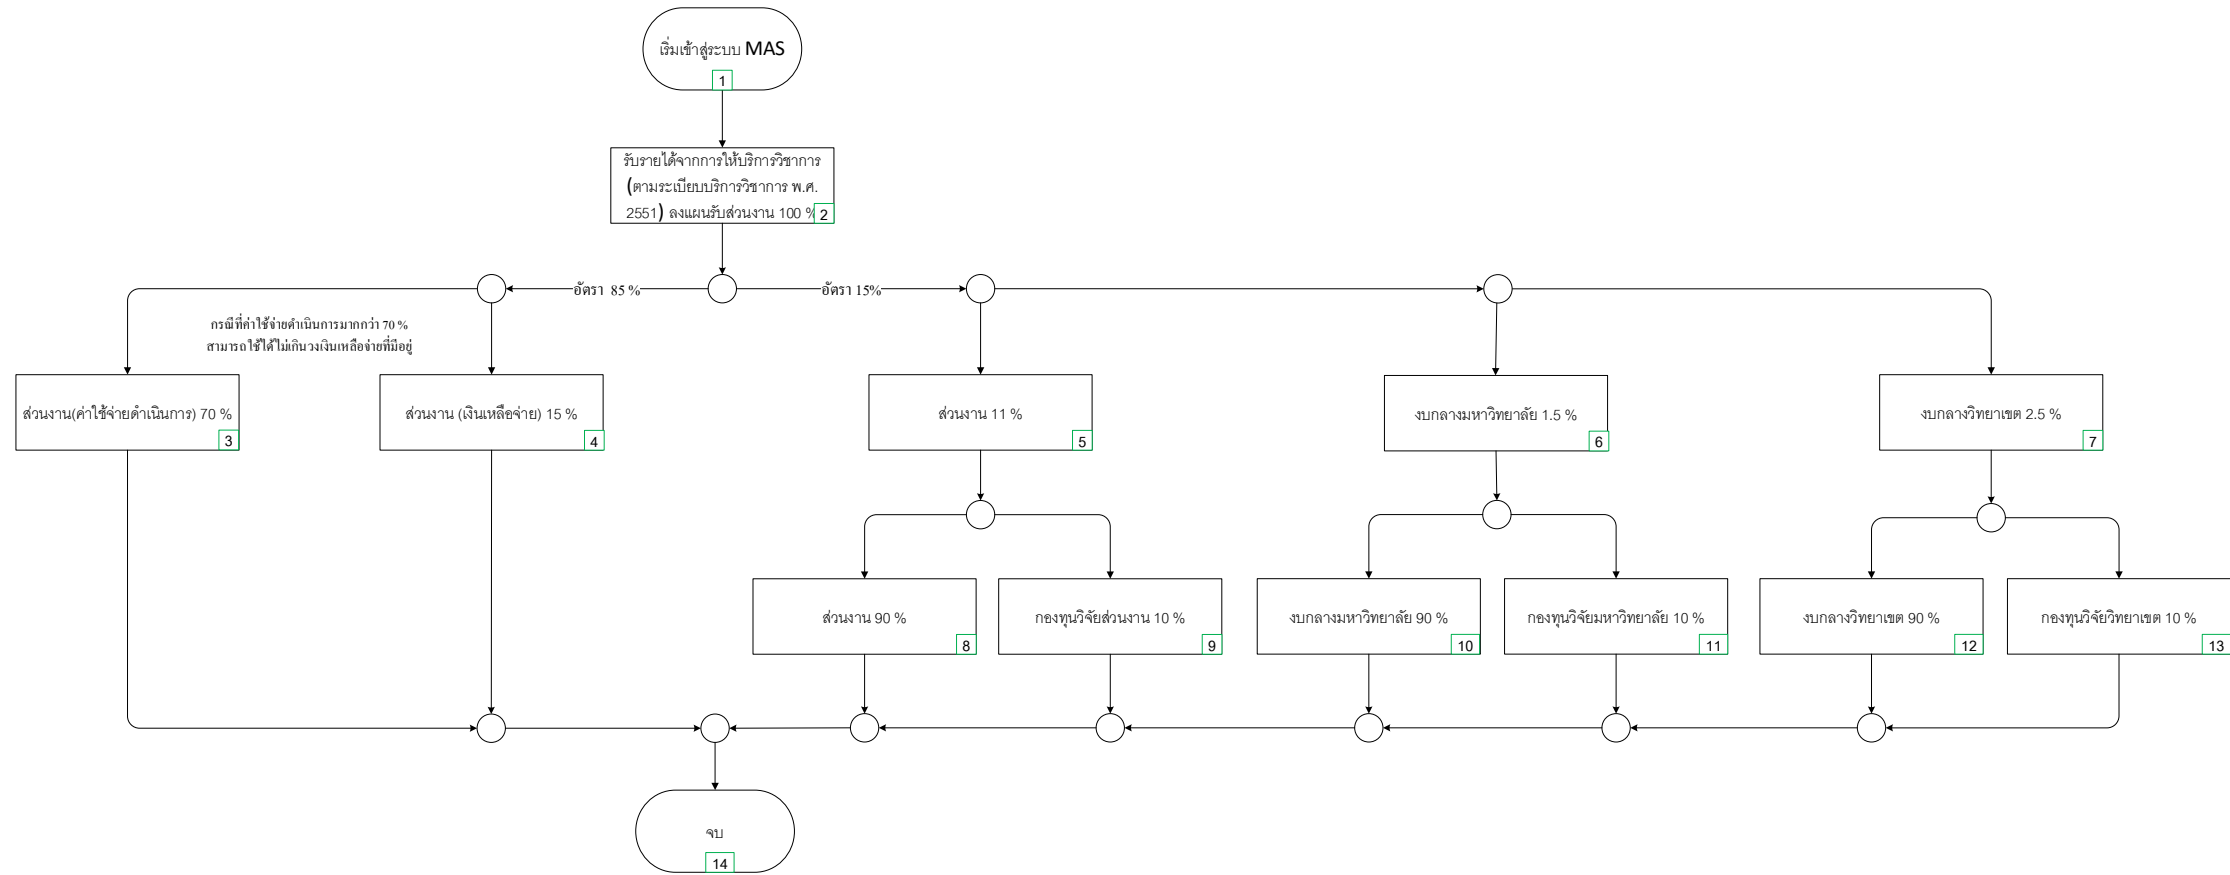 เริ่มเข้าสู่ระบบ MAS
1
รับรายได้จากการให้บริการวิชาการ
(ตามระเบียบบริการวิชาการ พ.ศ.
2551) ลงแผนรับส่วนงาน 100 %
2
อัตรา 85 %
อัตรา 15%
กรณีที่ค่าใช้จ่ายดำเนินการมากกว่า 70 %
สามารถใช้ได้ไม่เกินวงเงินเหลือจ่ายที่มีอยู่
ส่วนงาน(ค่าใช้จ่ายดำเนินการ) 70 %
3
ส่วนงาน (เงินเหลือจ่าย) 15 %
4
ส่วนงาน 11 %
5
งบกลางมหาวิทยาลัย 1.5 %
6
งบกลางวิทยาเขต 2.5 %
7
ส่วนงาน 90 %
8
กองทุนวิจัยส่วนงาน 10 %
9
งบกลางมหาวิทยาลัย 90 %
10
กองทุนวิจัยมหาวิทยาลัย 10 %
11
งบกลางวิทยาเขต 90 %
12
กองทุนวิจัยวิทยาเขต 10 %
13
จบ
14